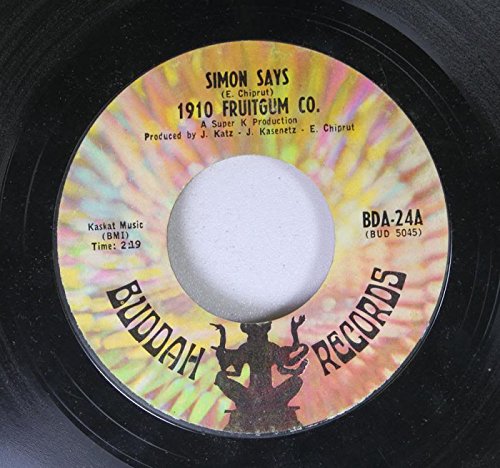 SIMON SAYS
(E. Chiprut)
1910 FRUITGUM CO.
A Super K Production
Produced by J. Katz - J. Kasenetz - E. Chiprut
Kaskat Music
(BMI)
Time: 2:19
BDA-24A
(BUD 5045)
BUDDAH RECORDS